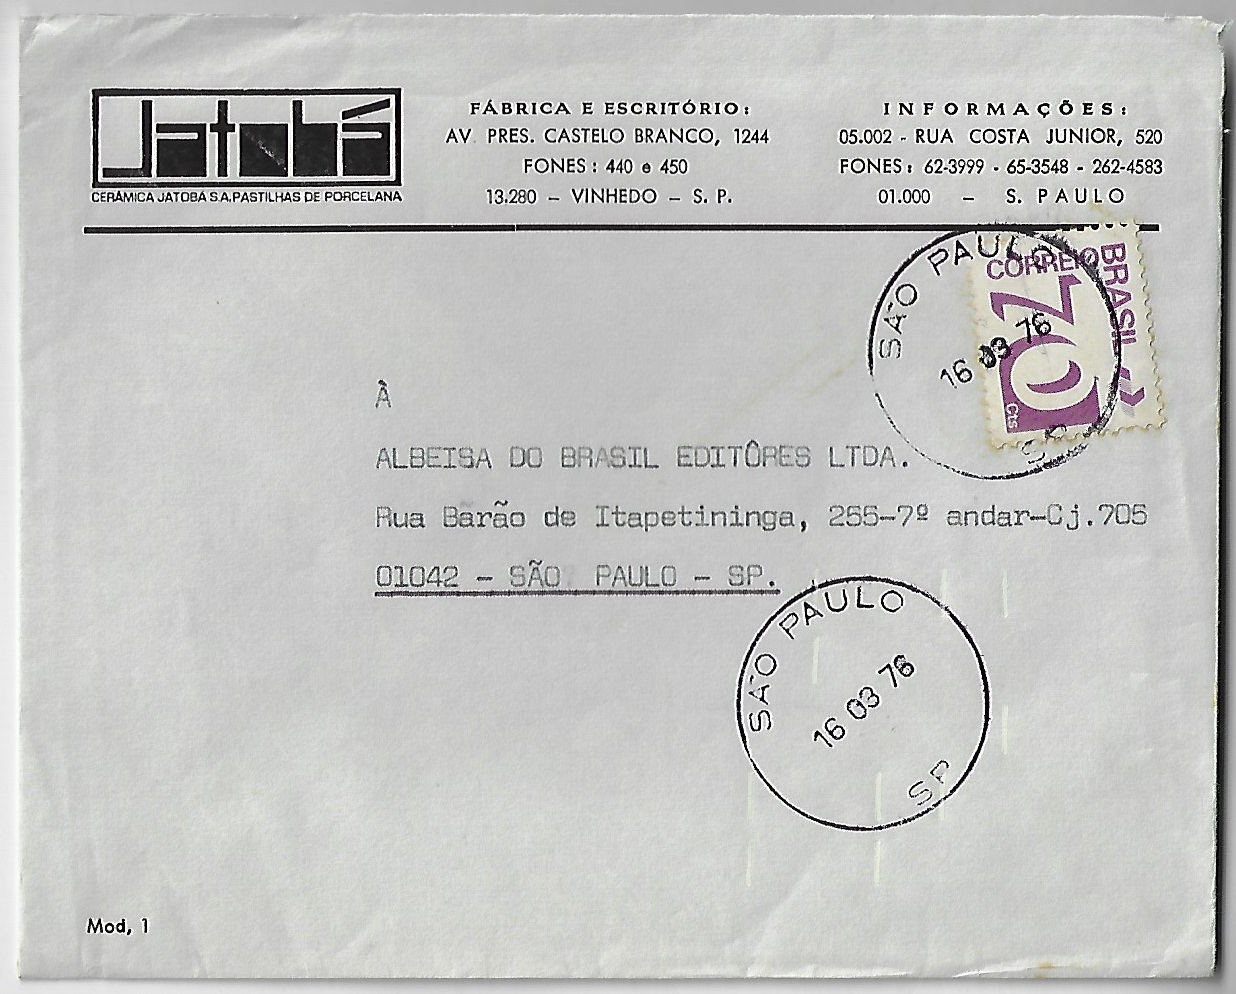 Jatobá
CERÂMICA JATOBÁ S.A. PASTILHAS DE PORCELANA
FÁBRICA E ESCRITÓRIO:
AV PRES. CASTELO BRANCO, 1244
FONES: 440 e 450
13.280 – VINHEDO – S. P.
INFORMAÇÕES:
05.002 - RUA COSTA JUNIOR, 520
FONES: 62-3999 - 65-3548 - 262-4583
01.000 – S. PAULO
BRASIL
CORREIO
70
Cts
SÃO PAULO
16 03 76
SP
À
ALBEISA DO BRASIL EDITÔRES LTDA.
Rua Barão de Itapetininga, 255-7º andar-Cj.705
01042 - SÃO PAULO - SP.
SÃO PAULO
16 03 76
SP
Mod, 1